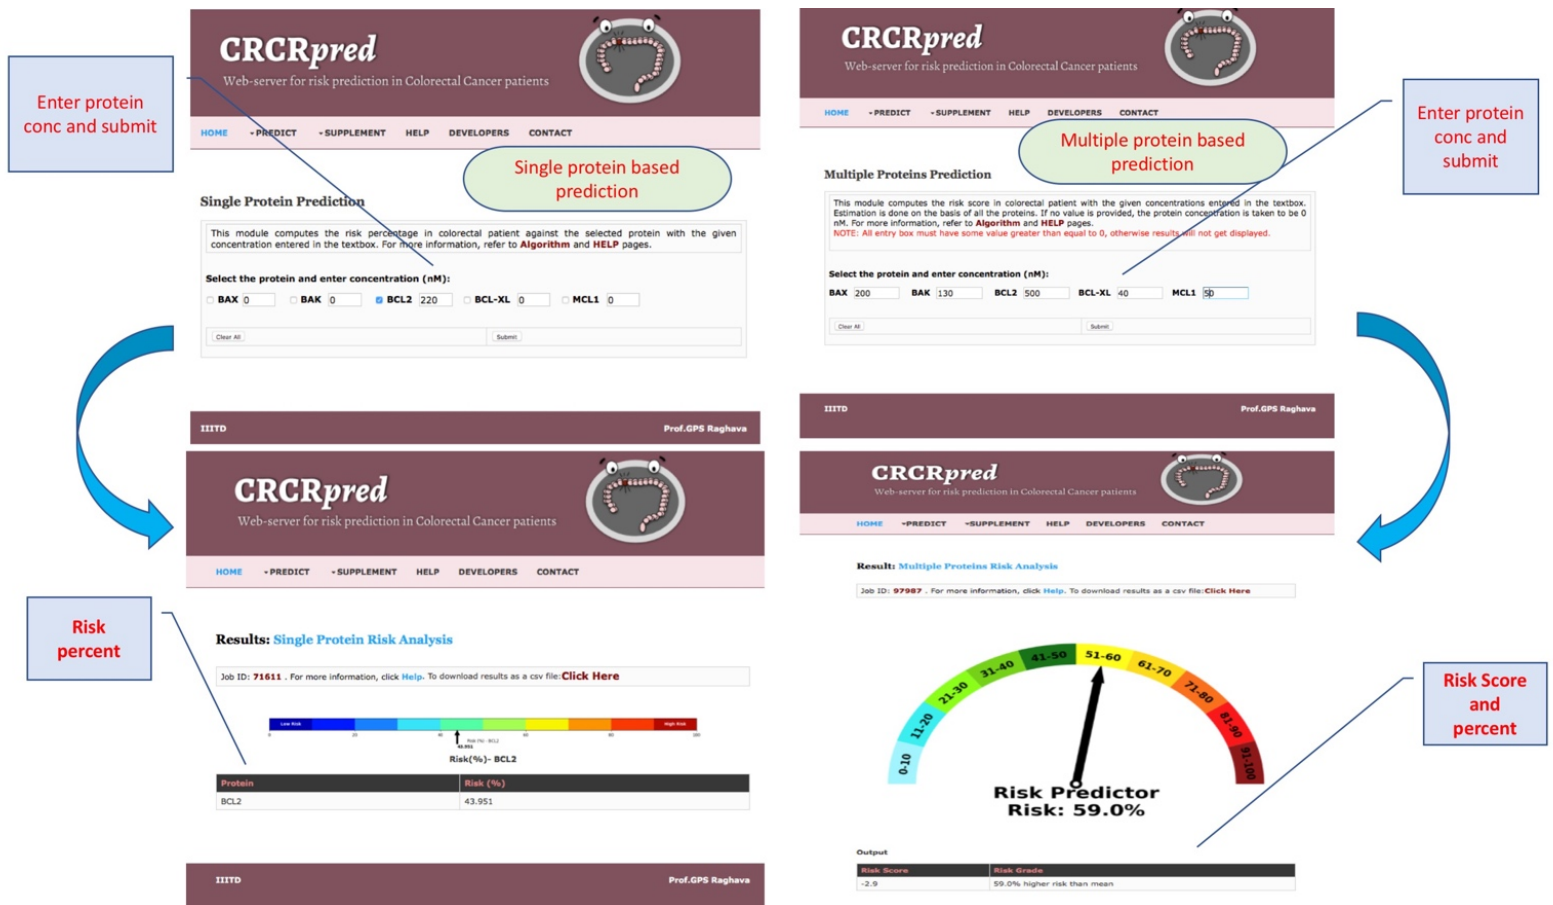 CRCRpred
Web-server for risk prediction in Colorectal Cancer patients
HOME PREDICT SUPPLEMENT HELP DEVELOPERS CONTACT
Enter protein
conc and submit
Single protein based
prediction
Single Protein Prediction
This module computes the risk percentage in colorectal patient against the selected protein with the given
concentration entered in the textbox. For more information, refer to Algorithm and HELP pages.
Select the protein and enter concentration (nM):
BAX 0 BAK 0 BCL2 220 BCL-XL 0 MCL1 0
Clear All Submit
IIITD Prof.GPS Raghava
CRCRpred
Web-server for risk prediction in Colorectal Cancer patients
HOME PREDICT SUPPLEMENT HELP DEVELOPERS CONTACT
Risk
percent
Results: Single Protein Risk Analysis
Job ID: 71611 . For more information, click Help. To download results as a csv file:Click Here
Low Risk High Risk
0 20 40 60 80 100
Risk (%) - BCL2
43.951
Risk(%)- BCL2
Protein Risk (%)
BCL2 43.951
IIITD Prof.GPS Raghava
CRCRpred
Web-server for risk prediction in Colorectal Cancer patients
HOME PREDICT SUPPLEMENT HELP DEVELOPERS CONTACT
Enter protein
conc and
submit
Multiple protein based
prediction
Multiple Proteins Prediction
This module computes the risk score in colorectal patient with the given concentrations entered in the textbox.
Estimation is done on the basis of all the proteins. If no value is provided, the protein concentration is taken to be 0
nM. For more information, refer to Algorithm and HELP pages.
NOTE: All entry box must have some value greater than equal to 0, otherwise results will not get displayed.
Select the protein and enter concentration (nM):
BAX 200 BAK 130 BCL2 500 BCL-XL 40 MCL1 50
Clear All Submit
IIITD Prof.GPS Raghava
CRCRpred
Web-server for risk prediction in Colorectal Cancer patients
HOME PREDICT SUPPLEMENT HELP DEVELOPERS CONTACT
Result: Multiple Proteins Risk Analysis
Job ID: 97987 . For more information, click Help. To download results as a csv file:Click Here
0-10
11-20
21-30
31-40
41-50
51-60
61-70
71-80
81-90
91-100
Risk Predictor
Risk: 59.0%
Risk Score
and
percent
Output
Risk Score Risk Grade
-2.9 59.0% higher risk than mean